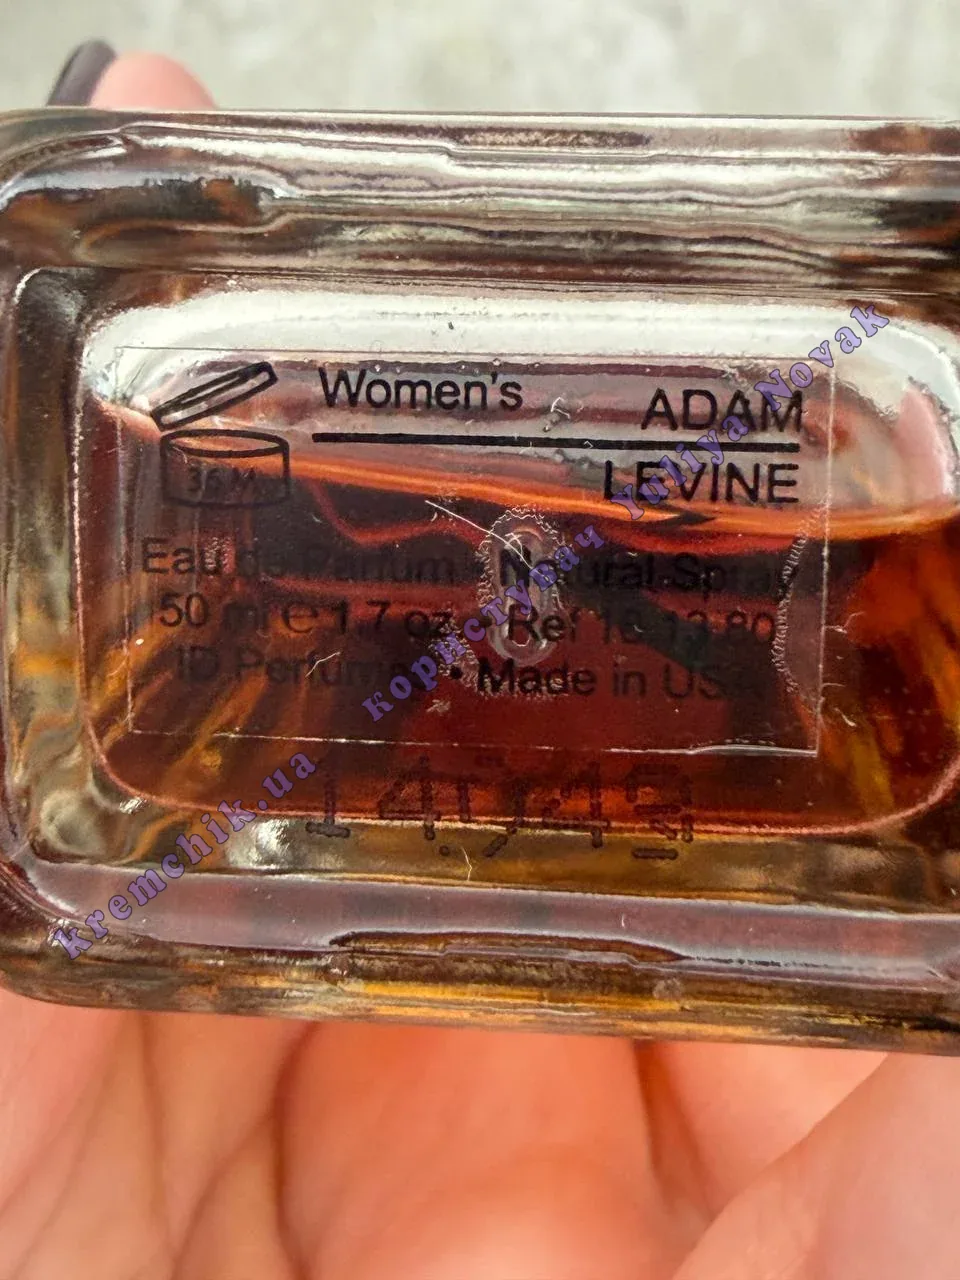 Women's
ADAM
LEVINE
Eau de Parfum • Natural Spray
50 ml e 1.7 oz • Ref
ID Perfumes • Made in USA
kremchik.ua користувач Yuliya Novak